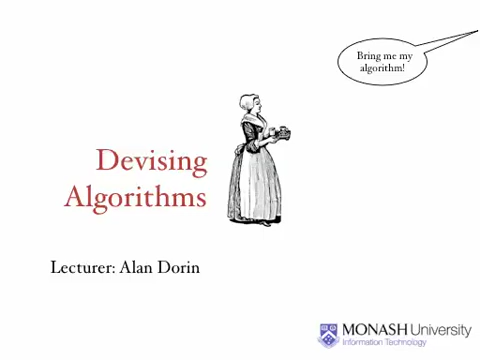 Bring me my
algorithm!
Devising
Algorithms
Lecturer: Alan Dorin
MONASH University
Information Technology